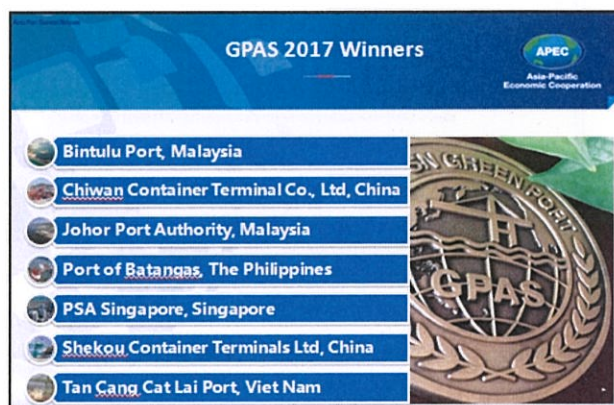 GPAS 2017 Winners
APEC
Asia-Pacific
Economic Cooperation
Bintulu Port, Malaysia
Chiwan Container Terminal Co., Ltd, China
Johor Port Authority, Malaysia
Port of Batangas, The Philippines
PSA Singapore, Singapore
Shekou Container Terminals Ltd, China
Tan Cang Cat Lai Port, Viet Nam
GREEN PORT
GPAS